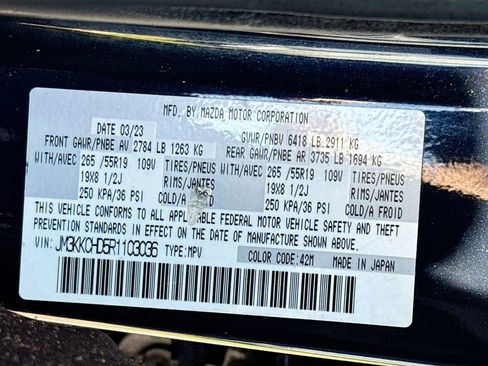 MFD. BY MAZDA MOTOR CORPORATION
DATE 03/23 GVWR/PNBV 6418 LB 2911 KG
FRONT GAWR/PNBE AV 2784 LB 1263 KG REAR GAWR/PNBE AR 3735 LB 1694 KG
WITH/AVEC 265 /55R19 109V TIRES/PNEUS WITH/AVEC 265 /55R19 109V TIRES/PNEUS
19X8 1/2J RIMS/JANTES 19X8 1/2J RIMS/JANTES
250 KPA/36 PSI COLD/A FROID 250 KPA/36 PSI COLD/A FROID
THIS VEHICLE CONFORMS TO ALL APPLICABLE FEDERAL MOTOR VEHICLE SAFETY AND THEFT
PREVENTION STANDARDS IN EFFECT ON THE DATE OF MANUFACTURE SHOWN ABOVE.
VIN: JM3KKCHD5R1103036 TYPE: MPV COLOR CODE: 42M MADE IN JAPAN